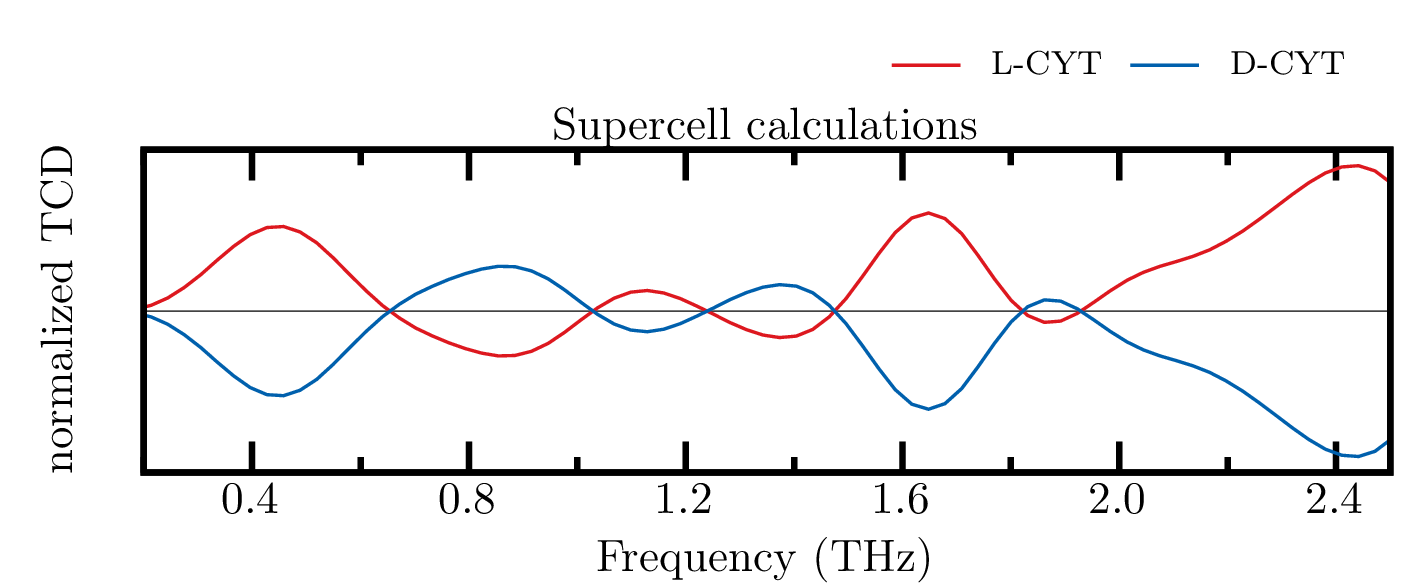 L-CYT D-CYT
Supercell calculations
normalized TCD
0.4 0.8 1.2 1.6 2.0 2.4
Frequency (THz)